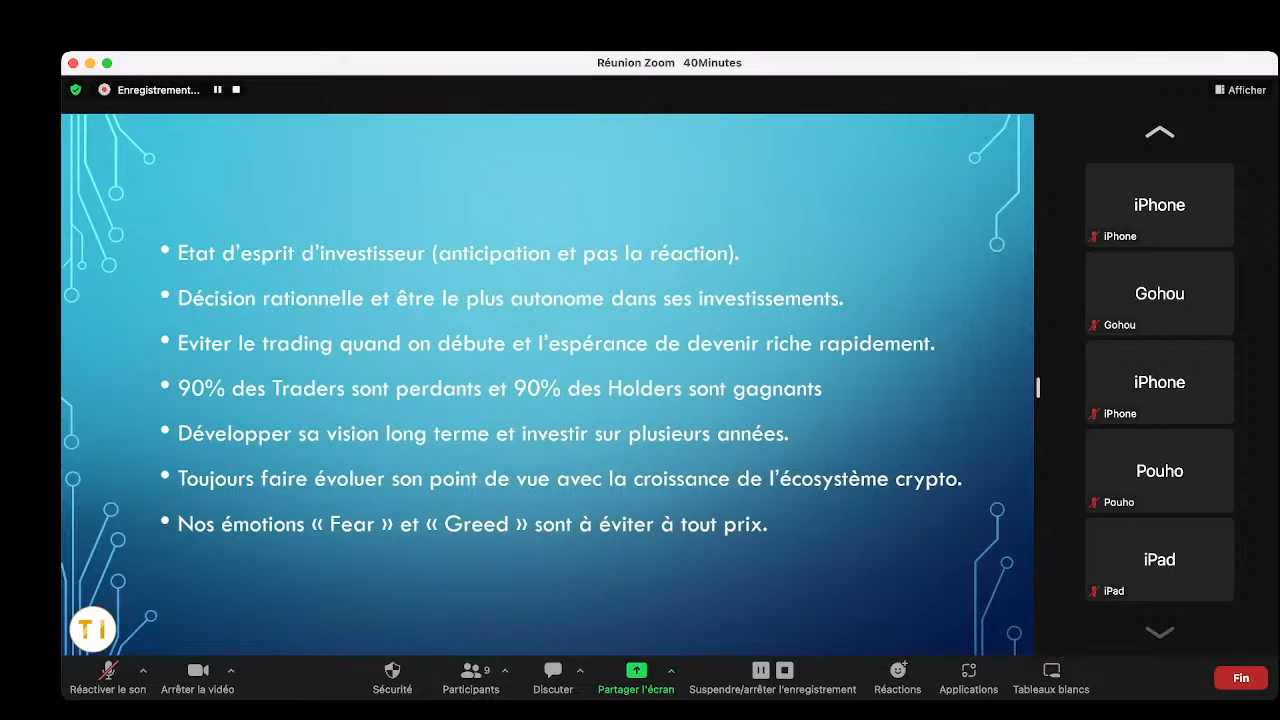 Réunion Zoom 40Minutes
Enregistrement...
Afficher
• Etat d'esprit d'investisseur (anticipation et pas la réaction).
• Décision rationnelle et être le plus autonome dans ses investissements.
• Eviter le trading quand on débute et l'espérance de devenir riche rapidement.
• 90% des Traders sont perdants et 90% des Holders sont gagnants
• Développer sa vision long terme et investir sur plusieurs années.
• Toujours faire évoluer son point de vue avec la croissance de l'écosystème crypto.
• Nos émotions « Fear » et « Greed » sont à éviter à tout prix.
TI
iPhone
iPhone
Gohou
Gohou
iPhone
iPhone
Pouho
Pouho
iPad
iPad
Réactiver le son
Arrêter la vidéo
Sécurité
9
Participants
Discuter
Partager l'écran
Suspendre/arrêter l'enregistrement
Réactions
Applications
Tableaux blancs
Fin